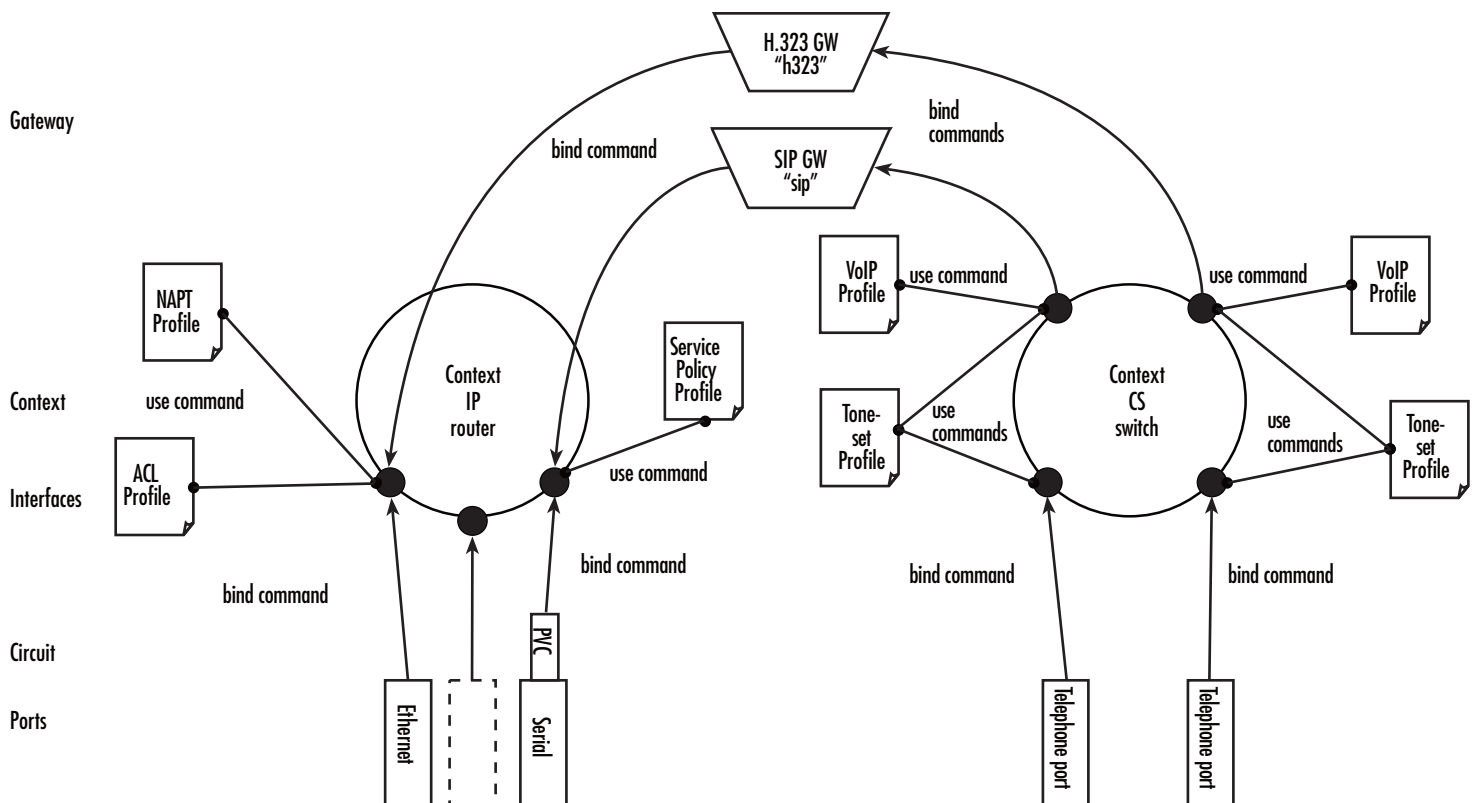 H.323 GW
“h323”
Gateway
bind
commands
bind command
SIP GW
“sip”
VoIP
Profile
use command
use command
VoIP
Profile
NAPT
Profile
Service
Policy
Profile
Context
IP
router
Context
CS
switch
Context
use command
Tone-
set
Profile
use
commands
use
commands
Tone-
set
Profile
ACL
Profile
use command
Interfaces
bind command
bind command
bind command
bind command
Circuit
PVC
Ports
Ethernet
Serial
Telephone port
Telephone port